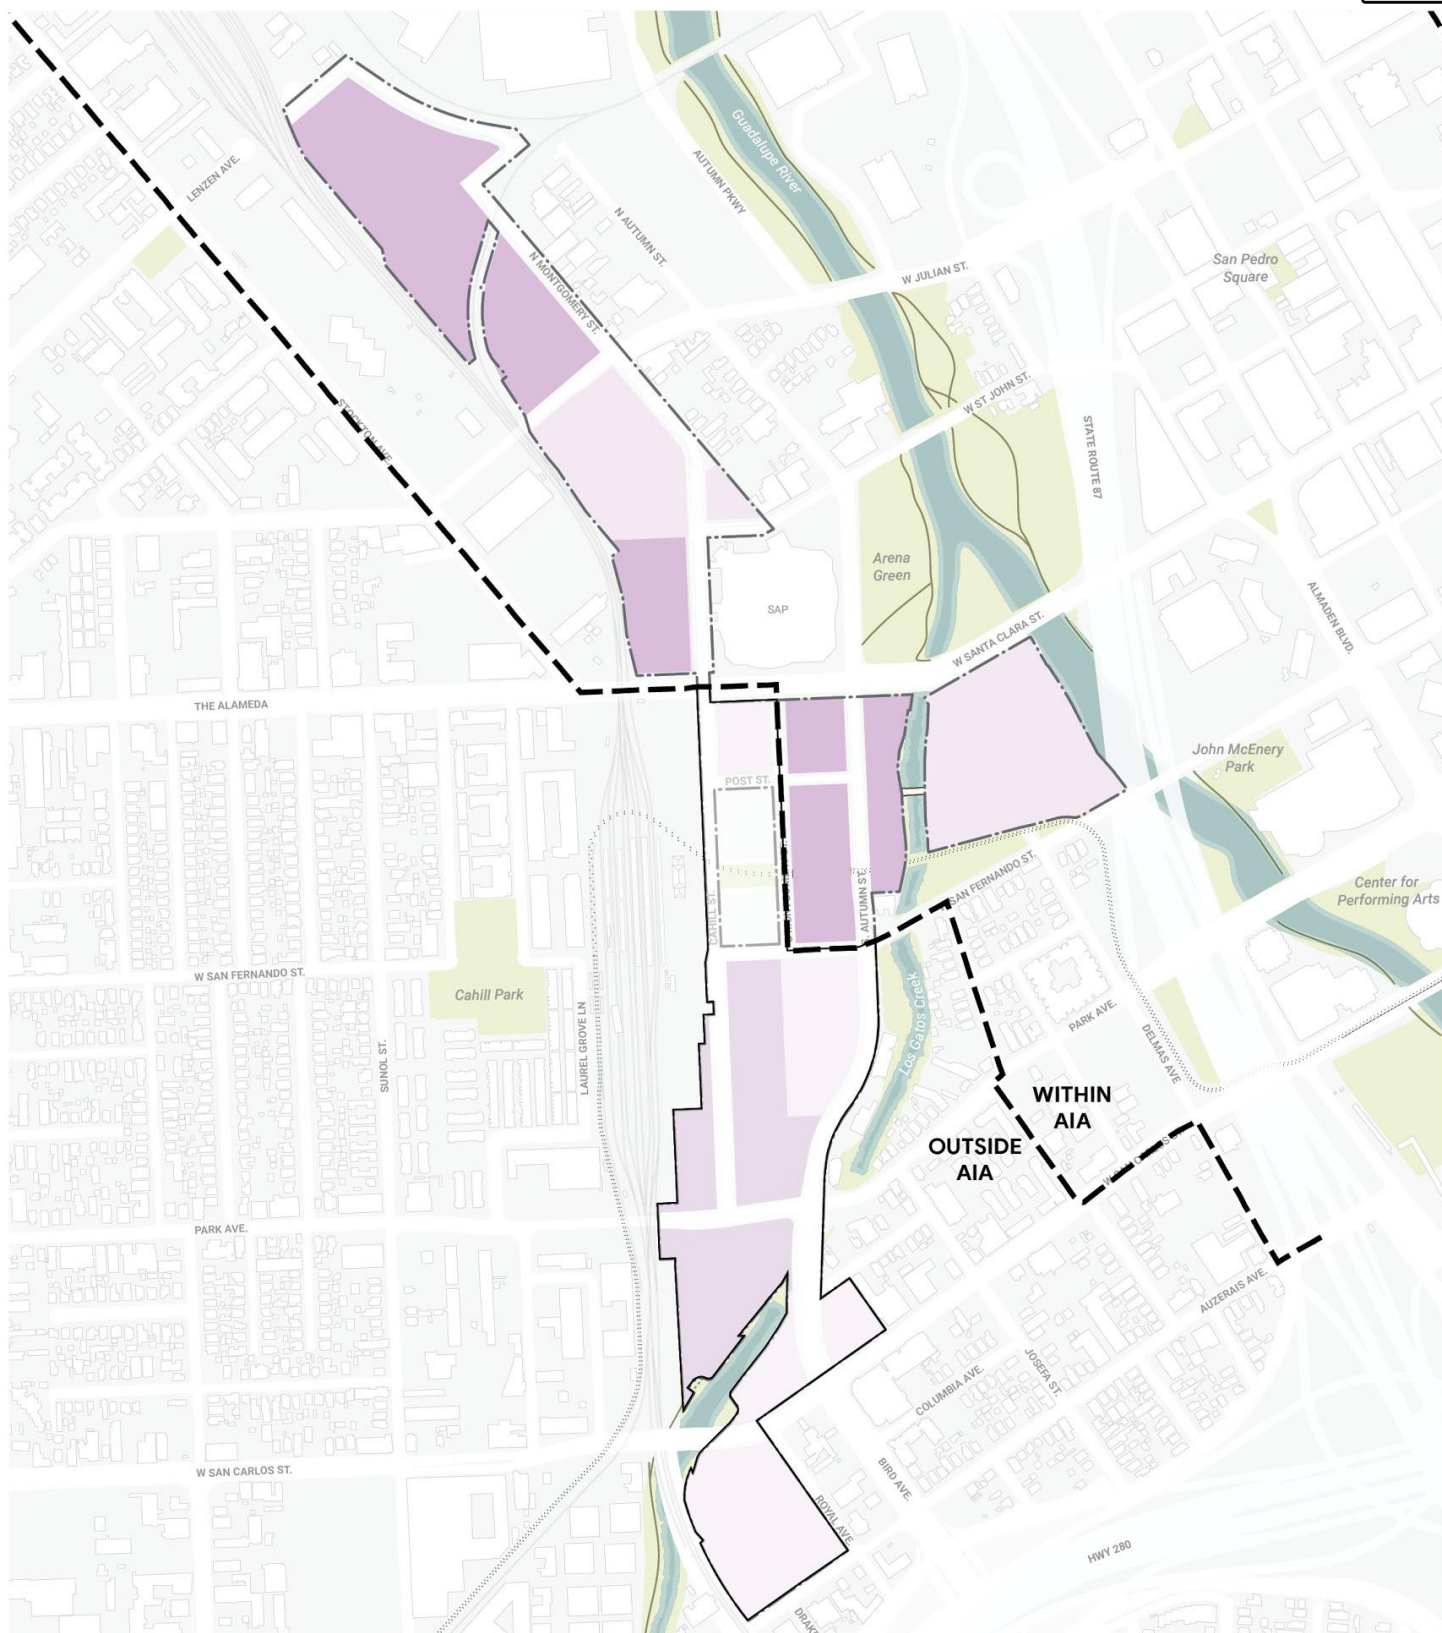 Guadalupe River
LENZEN AVE.
AUTUMN PKWY
N AUTUMN ST.
N MONTGOMERY ST.
W JULIAN ST.
San Pedro
Square
W ST JOHN ST.
STOCKTON AVE.
STATE ROUTE 87
Arena
Green
SAP
ALMADEN BLVD.
W SANTA CLARA ST.
THE ALAMEDA
John McEnery
Park
POST ST.
SAN FERNANDO ST.
Center for
Performing Arts
CAHILL ST.
S. AUTUMN ST.
W SAN FERNANDO ST.
Cahill Park
Los Gatos Creek
PARK AVE.
LAUREL GROVE LN
SUNOL ST.
DELMAS AVE
WITHIN
AIA
OUTSIDE
AIA
PARK AVE.
AUZERAIS AVE.
JOSEFA ST.
COLUMBIA AVE.
W SAN CARLOS ST.
BIRD AVE.
ROYAL AVE.
HWY 280